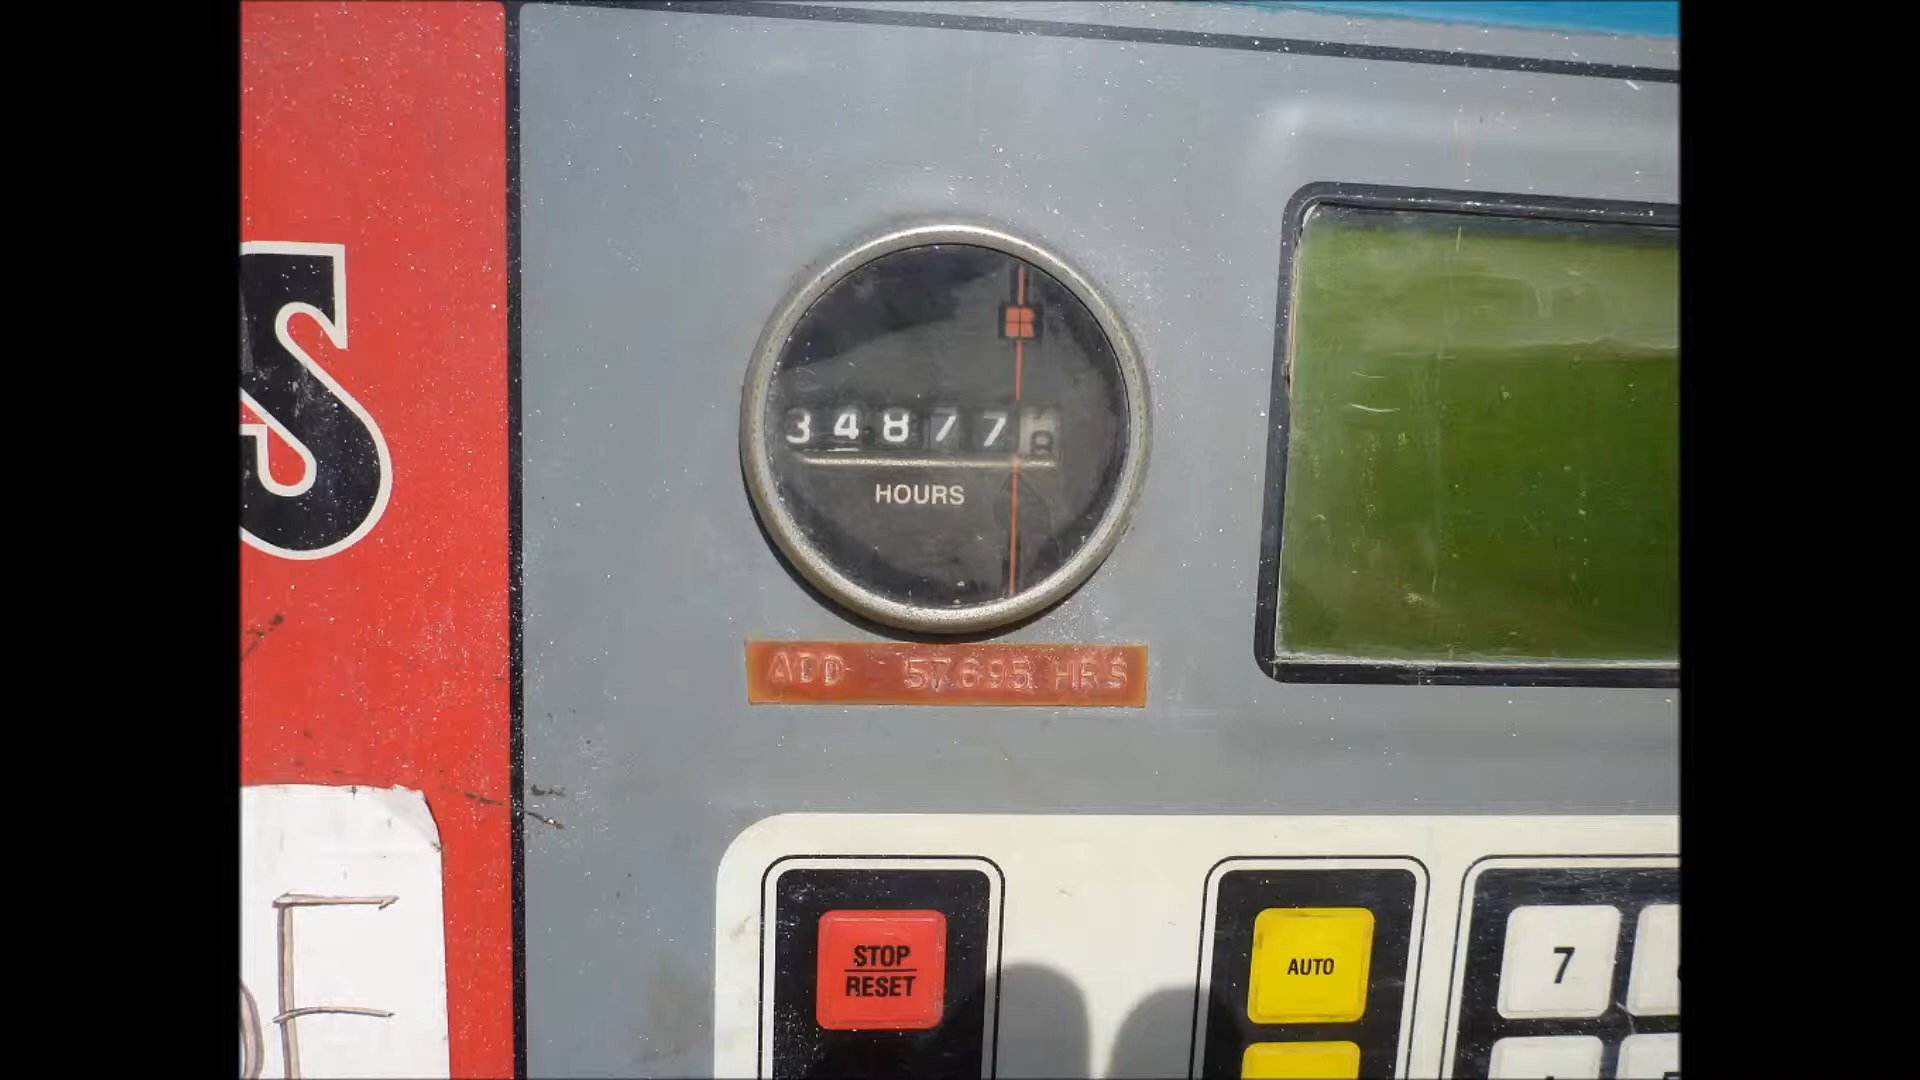 S
R
34877
HOURS
ADD 57695 HRS
STOP
RESET
AUTO
7
E